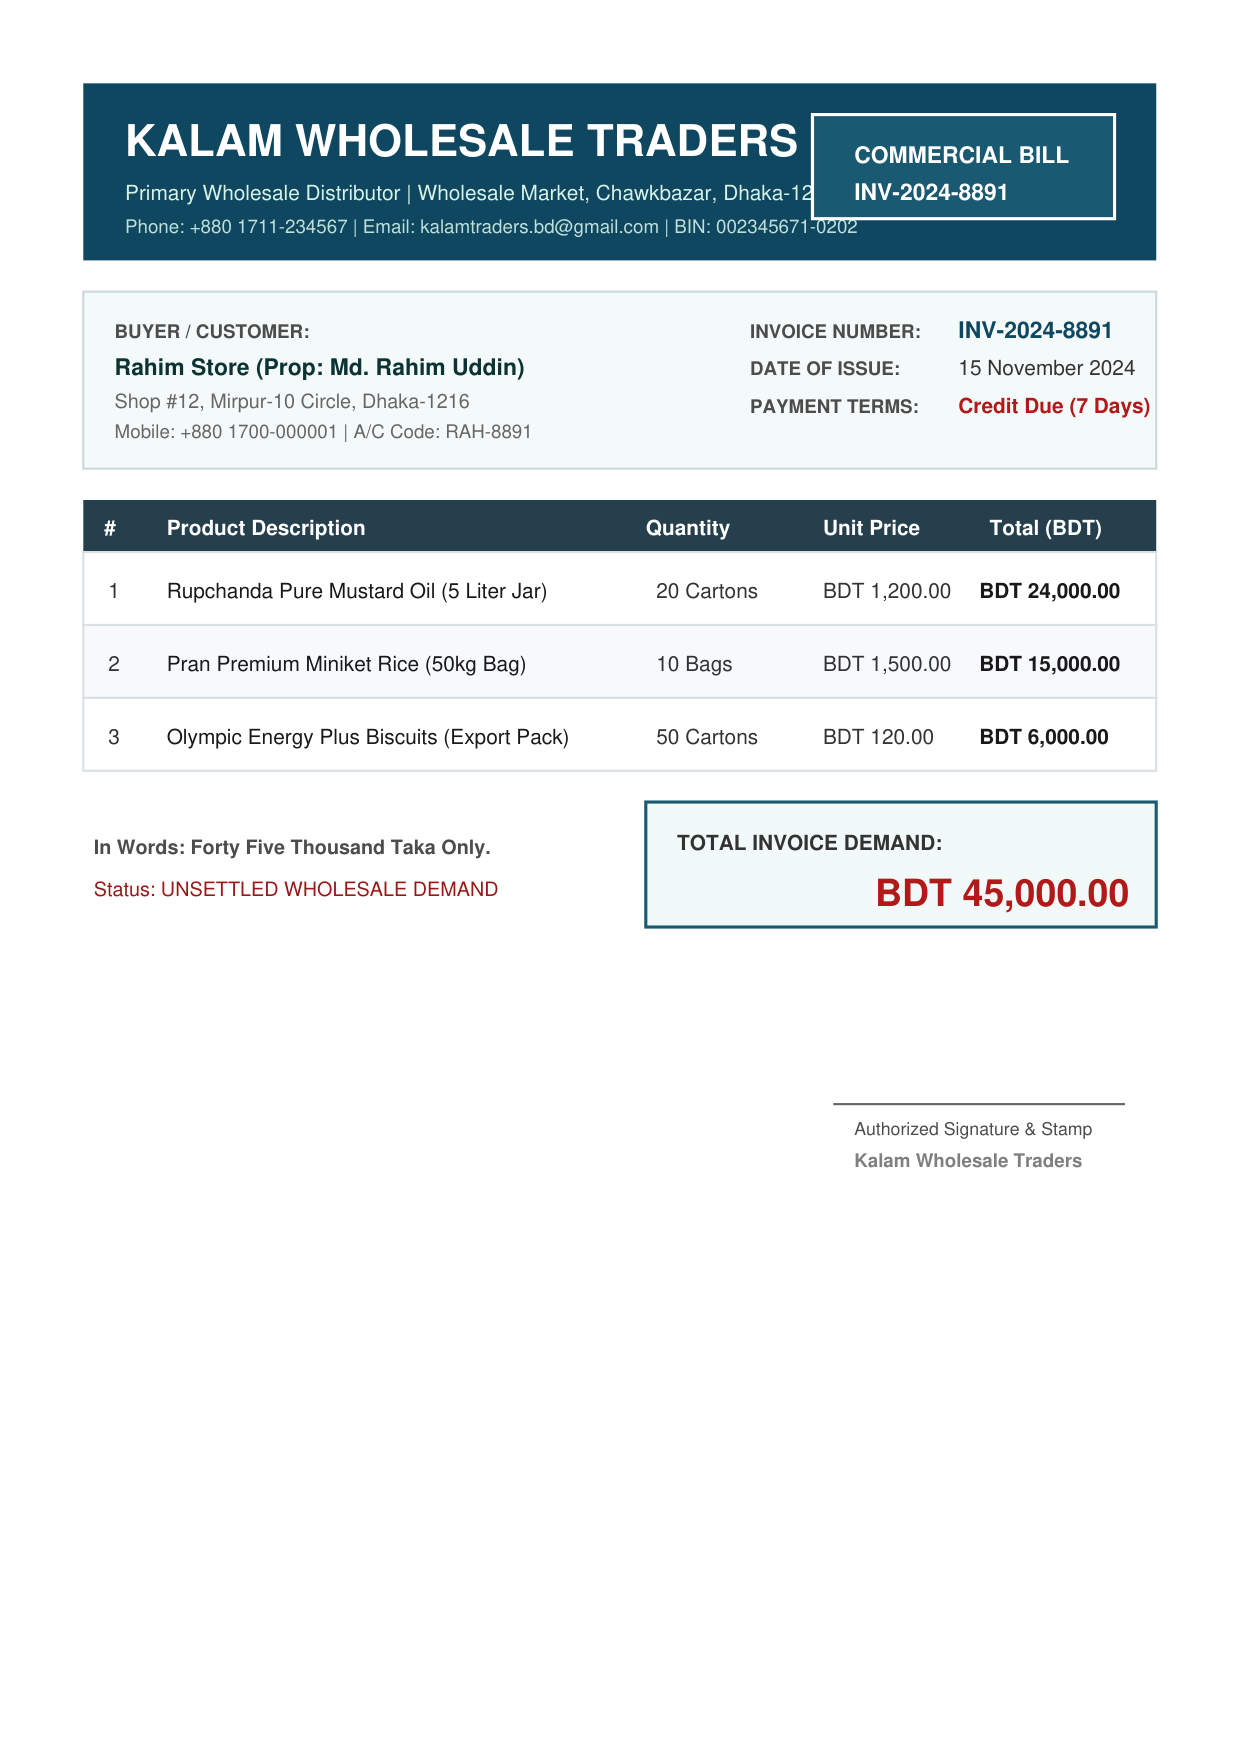 KALAM WHOLESALE TRADERS
COMMERCIAL BILL
INV-2024-8891
Primary Wholesale Distributor | Wholesale Market, Chawkbazar, Dhaka-12
Phone: +880 1711-234567 | Email: kalamtraders.bd@gmail.com | BIN: 002345671-0202
BUYER / CUSTOMER:
Rahim Store (Prop: Md. Rahim Uddin)
Shop #12, Mirpur-10 Circle, Dhaka-1216
Mobile: +880 1700-000001 | A/C Code: RAH-8891
INVOICE NUMBER: INV-2024-8891
DATE OF ISSUE: 15 November 2024
PAYMENT TERMS: Credit Due (7 Days)
# Product Description Quantity Unit Price Total (BDT)
1 Rupchanda Pure Mustard Oil (5 Liter Jar) 20 Cartons BDT 1,200.00 BDT 24,000.00
2 Pran Premium Miniket Rice (50kg Bag) 10 Bags BDT 1,500.00 BDT 15,000.00
3 Olympic Energy Plus Biscuits (Export Pack) 50 Cartons BDT 120.00 BDT 6,000.00
In Words: Forty Five Thousand Taka Only.
Status: UNSETTLED WHOLESALE DEMAND
TOTAL INVOICE DEMAND:
BDT 45,000.00
Authorized Signature & Stamp
Kalam Wholesale Traders